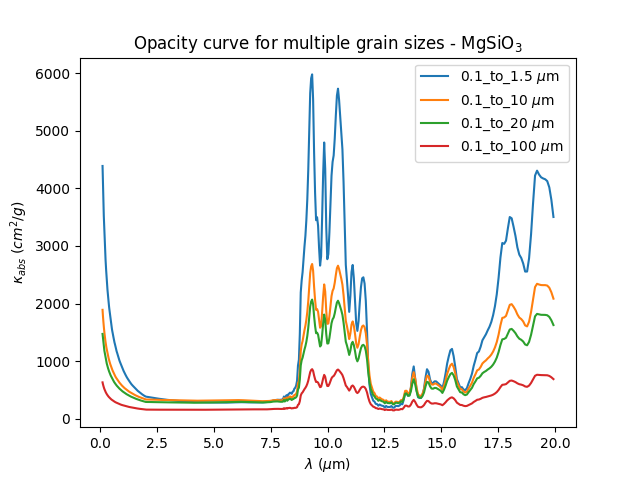 Opacity curve for multiple grain sizes - MgSiO₃
0.1_to_1.5 μm
0.1_to_10 μm
0.1_to_20 μm
0.1_to_100 μm
6000
5000
4000
3000
2000
1000
0
κ_abs (cm²/g)
0.0 2.5 5.0 7.5 10.0 12.5 15.0 17.5 20.0
λ (μm)